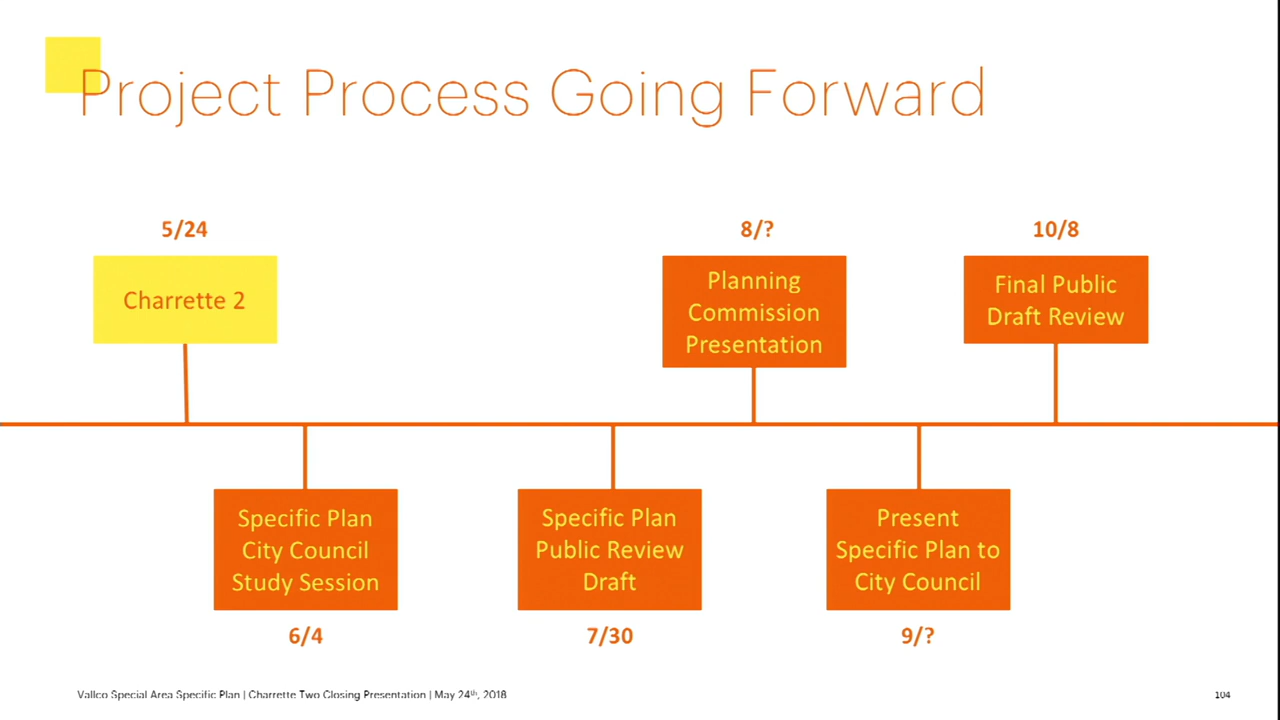 Project Process Going Forward
5/24
Charrette 2
8/?
Planning
Commission
Presentation
10/8
Final Public
Draft Review
Specific Plan
City Council
Study Session
6/4
Specific Plan
Public Review
Draft
7/30
Present
Specific Plan to
City Council
9/?
Vallco Special Area Specific Plan | Charrette Two Closing Presentation | May 24th, 2018
104